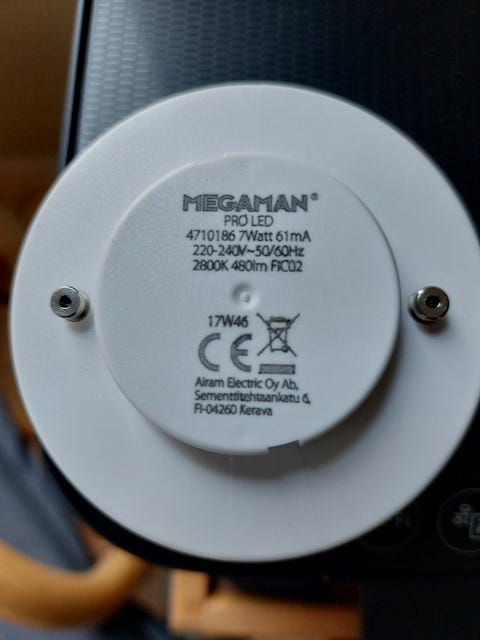 MEGAMAN®
PRO LED
4710186 7Watt 61mA
220-240V~50/60Hz
2800K 480lm FIC02
17W46
CE
Airam Electric Oy Ab,
Sementtitehtaankatu 6,
FI-04260 Kerava